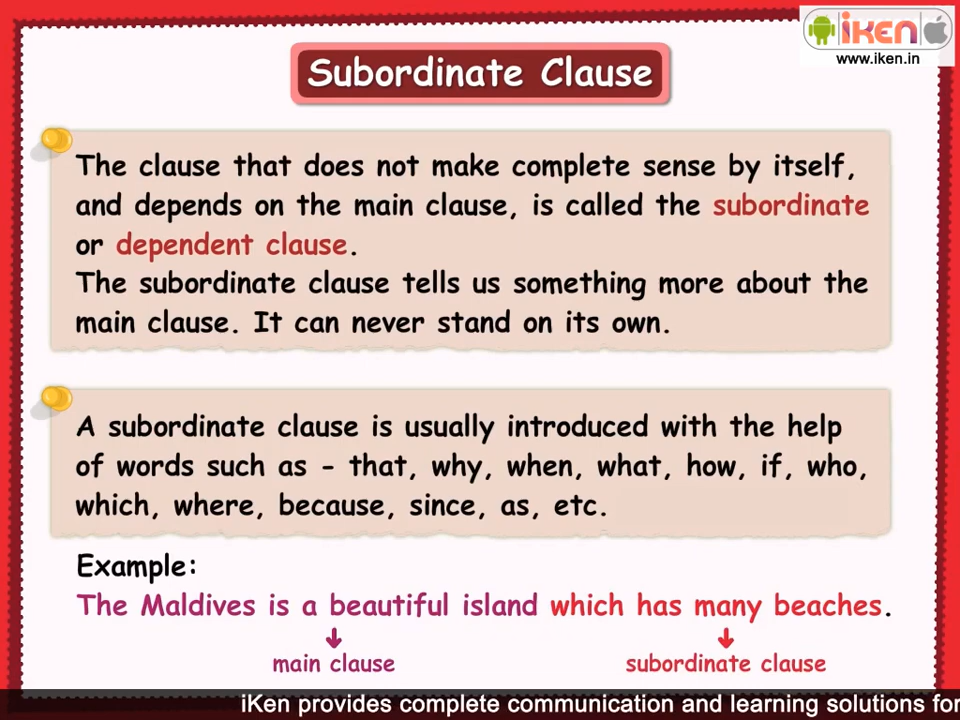 iKEN
www.iken.in
Subordinate Clause
The clause that does not make complete sense by itself,
and depends on the main clause, is called the subordinate
or dependent clause.
The subordinate clause tells us something more about the
main clause. It can never stand on its own.
A subordinate clause is usually introduced with the help
of words such as - that, why, when, what, how, if, who,
which, where, because, since, as, etc.
Example:
The Maldives is a beautiful island which has many beaches.
main clause subordinate clause
iKen provides complete communication and learning solutions for